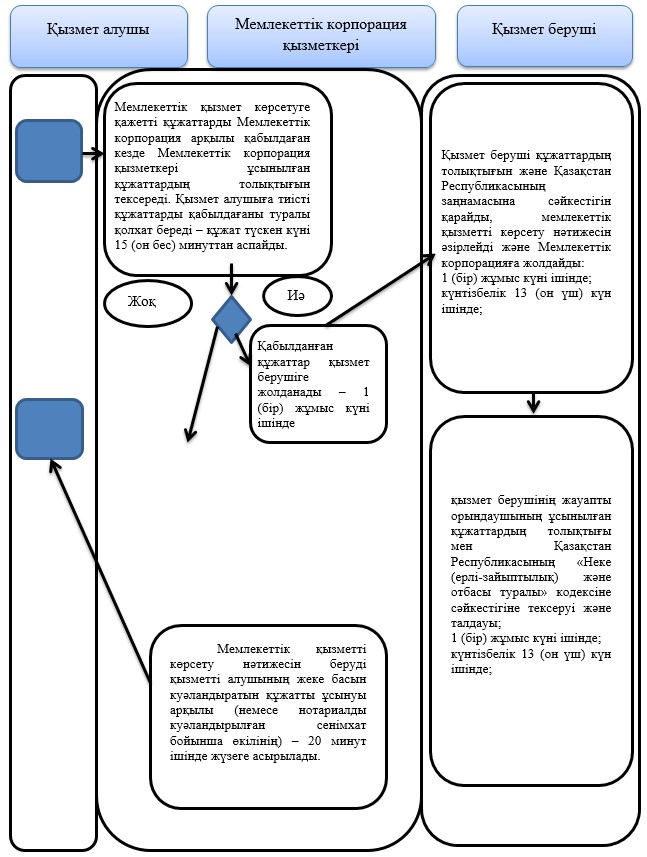 Қызмет алушы
Мемлекеттік корпорация
қызметкері
Қызмет беруші
Мемлекеттік қызмет көрсетуге
қажетті құжаттарды Мемлекеттік
корпорация арқылы қабылдаған
кезде Мемлекеттік корпорация
қызметкері ұсынылған
құжаттардың толықтығын
тексереді. Қызмет алушыға тиісті
құжаттарды қабылдағаны туралы
қолхат береді – құжат түскен күні
15 (он бес) минуттан аспайды.
Жоқ
Иә
Қабылданған
құжаттар қызмет
берушіге
жолданады – 1
(бір) жұмыс күні
ішінде
Қызмет беруші құжаттардың
толықтығын және Қазақстан
Республикасының
заңнамасына сәйкестігін
қарайды, мемлекеттік
қызметті көрсету нәтижесін
әзірлейді және Мемлекеттік
корпорацияға жолдайды:
1 (бір) жұмыс күні ішінде;
күнтізбелік 13 (он үш) күн
ішінде;
қызмет берушінің жауапты
орындаушының ұсынылған
құжаттардың толықтығы
мен Қазақстан
Республикасының «Неке
(ерлі-зайыптылық) және
отбасы туралы» кодексіне
сәйкестігіне тексеруі және
талдауы;
1 (бір) жұмыс күні ішінде;
күнтізбелік 13 (он үш) күн
ішінде;
Мемлекеттік қызметті
көрсету нәтижесін беруді
қызметті алушының жеке басын
куәландыратын құжатты ұсынуы
арқылы (немесе нотариалды
куәландырылған сенімхат
бойынша өкілінің) – 20 минут
ішінде жүзеге асырылады.